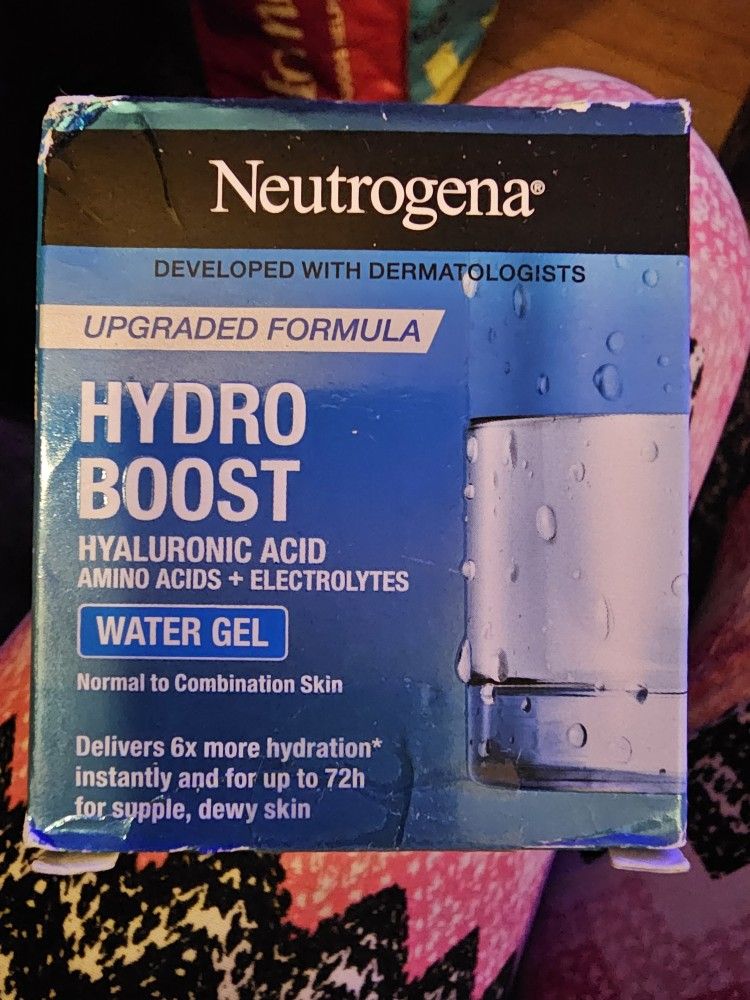 Neutrogena®
DEVELOPED WITH DERMATOLOGISTS
UPGRADED FORMULA
HYDRO
BOOST
HYALURONIC ACID
AMINO ACIDS + ELECTROLYTES
WATER GEL
Normal to Combination Skin
Delivers 6x more hydration*
instantly and for up to 72h
for supple, dewy skin